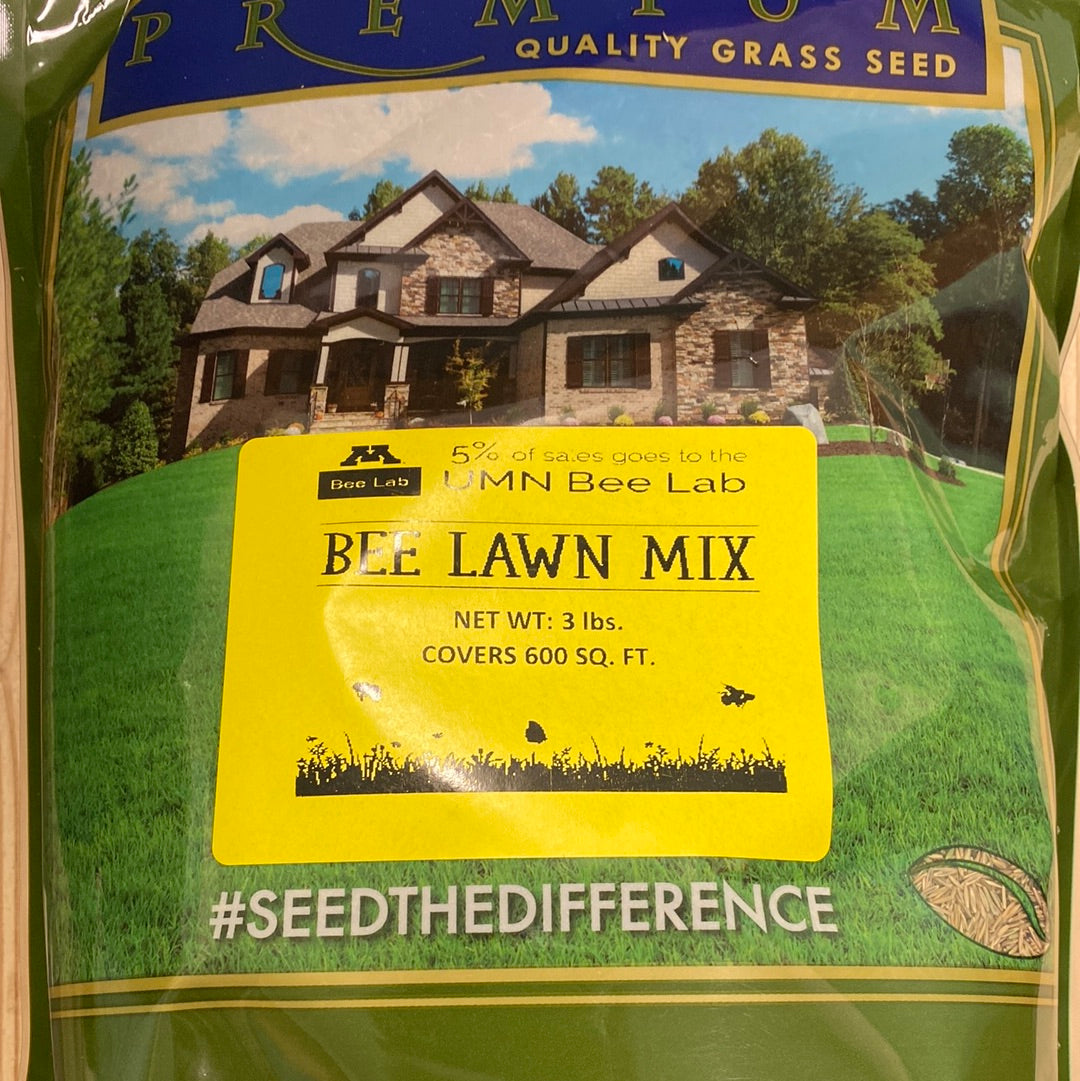 PREMIUM
QUALITY GRASS SEED
M
Bee Lab
5% of sales goes to the
UMN Bee Lab
BEE LAWN MIX
NET WT: 3 lbs.
COVERS 600 SQ. FT.
#SEEDTHEDIFFERENCE